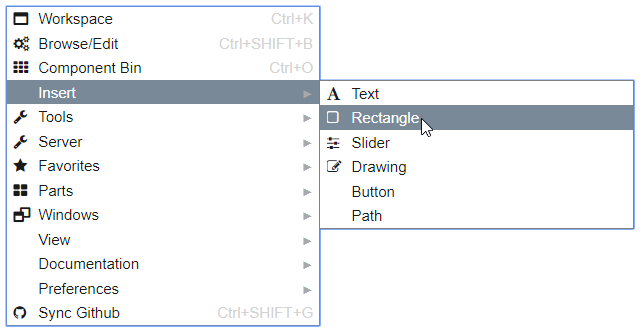 Workspace Ctrl+K
Browse/Edit Ctrl+SHIFT+B
Component Bin Ctrl+O
Insert
Tools
Server
Favorites
Parts
Windows
View
Documentation
Preferences
Sync Github Ctrl+SHIFT+G
Text
Rectangle
Slider
Drawing
Button
Path